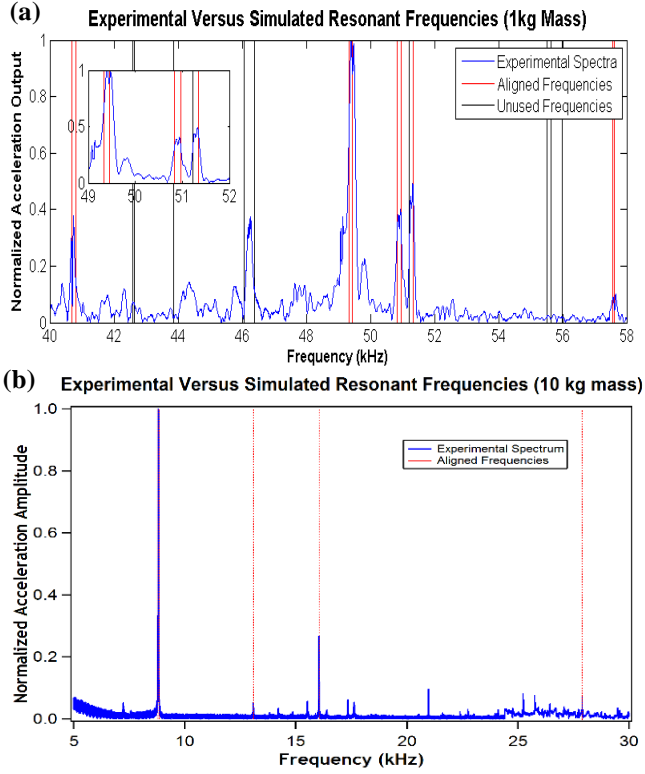 (a)
Experimental Versus Simulated Resonant Frequencies (1kg Mass)
Normalized Acceleration Output
1
0.8
0.6
0.4
0.2
0
1
0.5
0
49 50 51 52
Experimental Spectra
Aligned Frequencies
Unused Frequencies
40 42 44 46 48 50 52 54 56 58
Frequency (kHz)
(b)
Experimental Versus Simulated Resonant Frequencies (10 kg mass)
Normalized Acceleration Amplitude
1.0
0.8
0.6
0.4
0.2
0.0
Experimental Spectrum
Aligned Frequencies
5 10 15 20 25 30
Frequency (kHz)